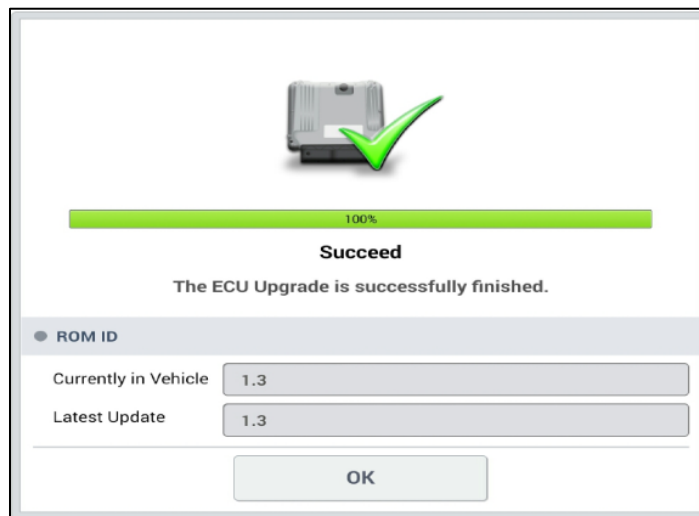 100%
Succeed
The ECU Upgrade is successfully finished.
ROM ID
Currently in Vehicle 1.3
Latest Update 1.3
OK